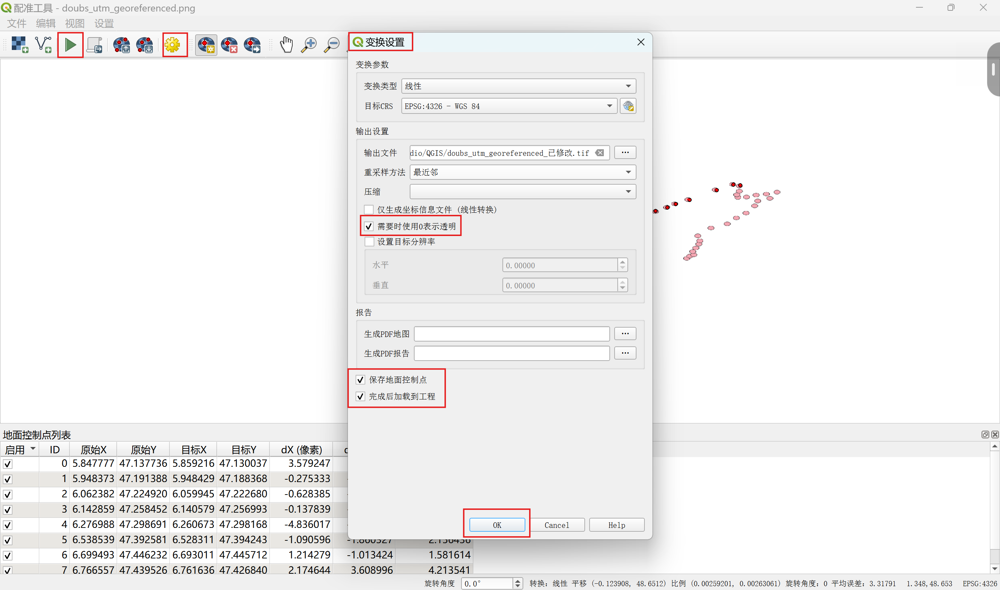 配准工具 - doubs_utm_georeferenced.png
文件 编辑 视图 设置
变换设置
变换参数
变换类型 线性
目标CRS EPSG:4326 - WGS 84
输出设置
输出文件 dio/QGIS/doubs_utm_georeferenced_已修改.tif ...
重采样方法 最近邻
压缩
仅生成坐标信息文件 (线性转换)
需要时使用0表示透明
设置目标分辨率
水平 0.00000
垂直 0.00000
报告
生成PDF地图 ...
生成PDF报告 ...
保存地面控制点
完成后加载到工程
OK Cancel Help
地面控制点列表
启用 ID 原始X 原始Y 目标X 目标Y dX (像素)
0 5.847777 47.137736 5.859216 47.130037 3.579247
1 5.948373 47.191388 5.948429 47.188368 -0.275333
2 6.062382 47.224920 6.059945 47.222680 -0.628385
3 6.142859 47.258452 6.140579 47.256993 -0.137839
4 6.276988 47.298691 6.260673 47.298168 -4.836017
5 6.538539 47.392581 6.528311 47.394243 -1.090596 -1.860327 2.156436
6 6.699493 47.446232 6.693011 47.445712 1.214279 -1.013424 1.581614
7 6.766557 47.439526 6.761636 47.426840 2.174644 3.608996 4.213541
旋转角度 0.0° 转换: 线性 平移 (-0.123908, 48.6512) 比例 (0.00259201, 0.00263061) 旋转角度: 0 平均误差: 3.31791 1.348,48.653 EPSG:4326